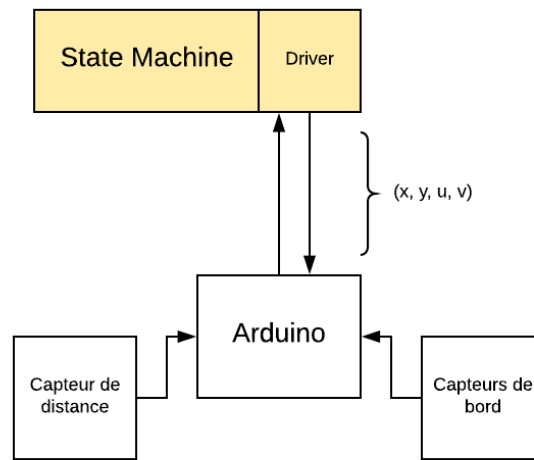 State Machine
Driver
(x, y, u, v)
Arduino
Capteur de
distance
Capteurs de
bord